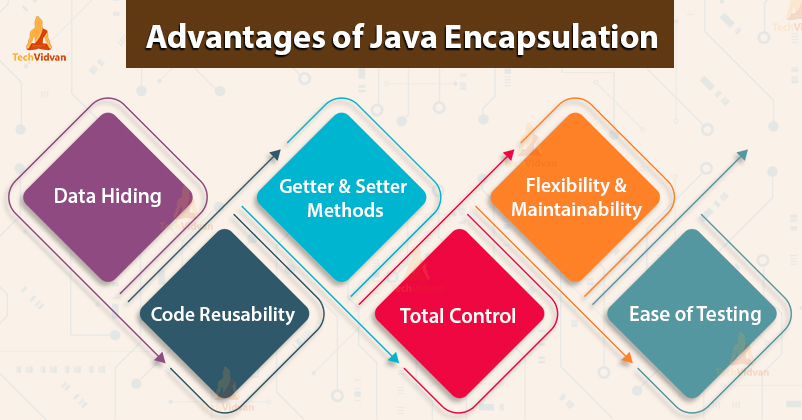 Advantages of Java Encapsulation
TechVidvan
Data Hiding
Code Reusability
Getter & Setter
Methods
Total Control
Flexibility &
Maintainability
Ease of Testing